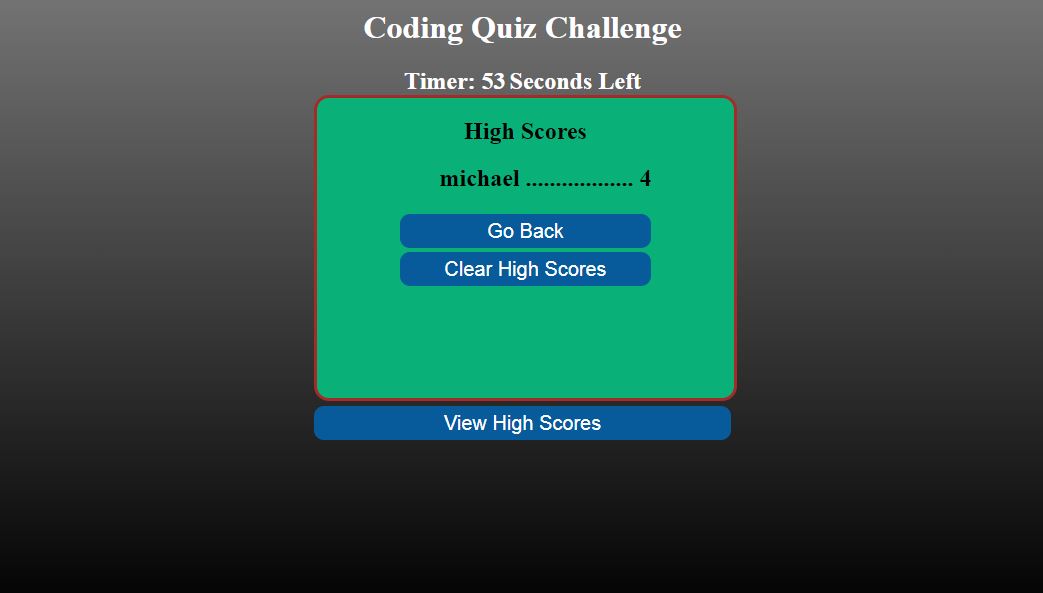 Coding Quiz Challenge
Timer: 53 Seconds Left
High Scores
michael .................. 4
Go Back
Clear High Scores
View High Scores